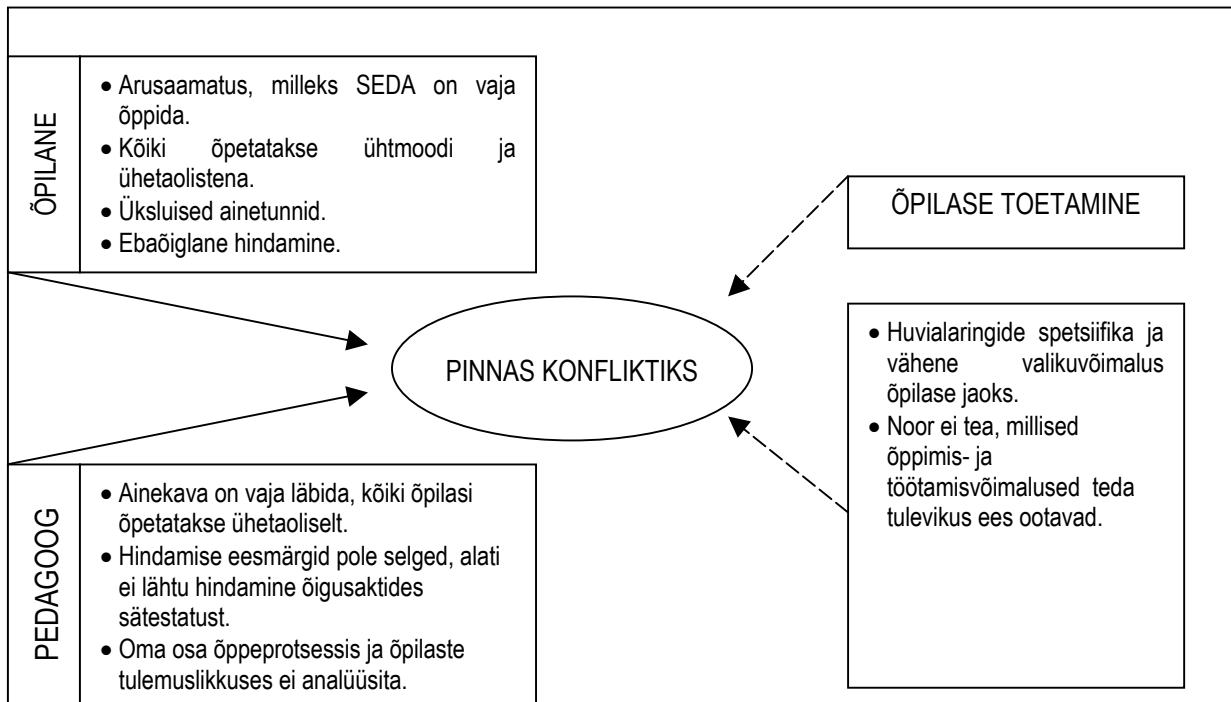 ÕPILANE
• Arusaamatus, milleks SEDA on vaja
õppida.
• Kõiki õpetatakse ühtmoodi ja
ühetaolistena.
• Üksluised ainetunnid.
• Ebaõiglane hindamine.
PINNAS KONFLIKTIKS
ÕPILASE TOETAMINE
• Huvialaringide spetsiifika ja
vähene valikuvõimalus
õpilase jaoks.
• Noor ei tea, millised
õppimis- ja
töötamisvõimalused teda
tulevikus ees ootavad.
PEDAGOOG
• Ainekava on vaja läbida, kõiki õpilasi
õpetatakse ühetaoliselt.
• Hindamise eesmärgid pole selged, alati
ei lähtu hindamine õigusaktides
sätestatust.
• Oma osa õppeprotsessis ja õpilaste
tulemuslikkuses ei analüüsita.